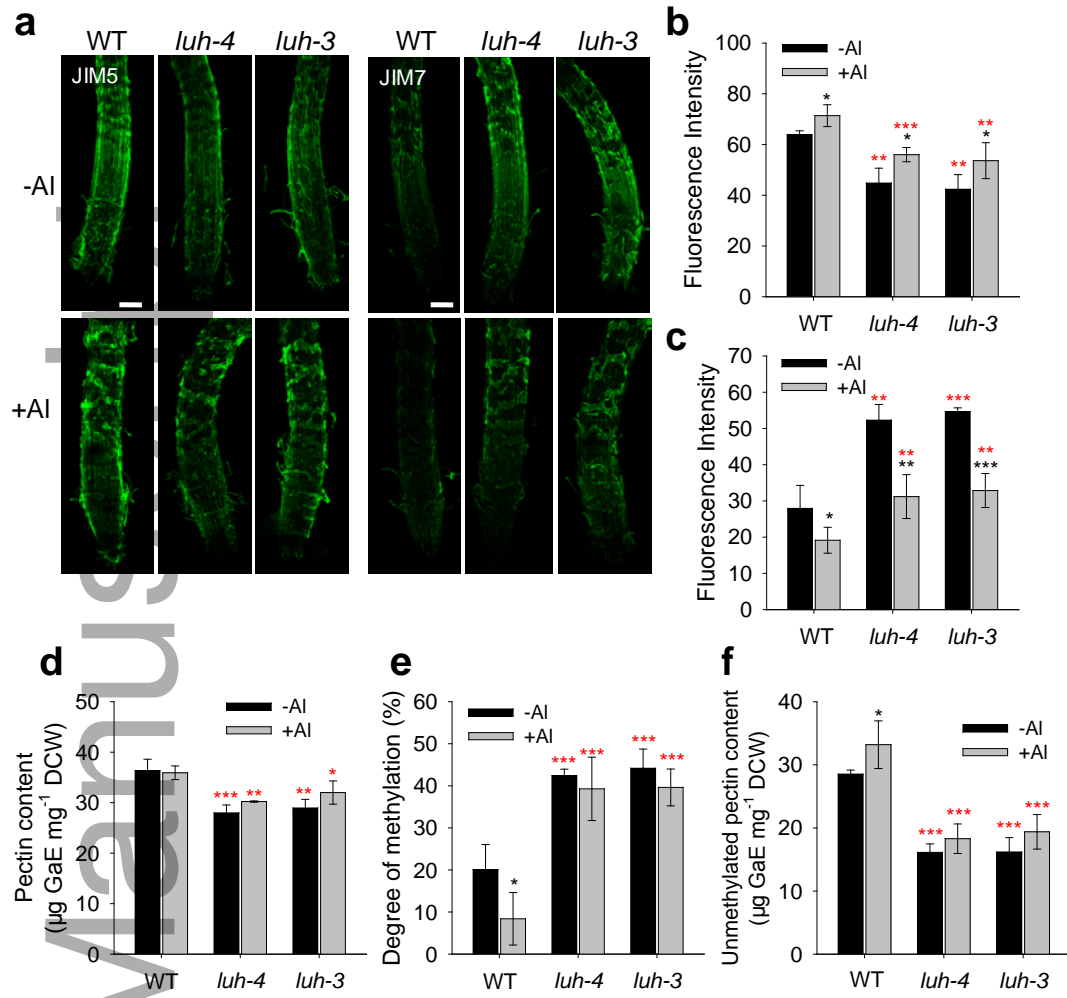 a
WT luh-4 luh-3 WT luh-4 luh-3
JIM5 JIM7
-Al
+Al
b
Fluorescence Intensity
100
80
60
40
20
0
-Al
+Al
*
** *** * ** ** *
WT luh-4 luh-3
c
Fluorescence Intensity
70
60
50
40
30
20
10
0
-Al
+Al
*
** ** ** *** ** ***
WT luh-4 luh-3
d
Pectin content
(µg GaE mg-1 DCW)
50
40
30
20
10
0
-Al
+Al
*** ** ** *
WT luh-4 luh-3
e
Degree of methylation (%)
60
50
40
30
20
10
0
-Al
+Al
* *** *** *** ***
WT luh-4 luh-3
f
Unmethylated pectin content
(µg GaE mg-1 DCW)
40
30
20
10
0
-Al
+Al
* *** *** *** ***
WT luh-4 luh-3